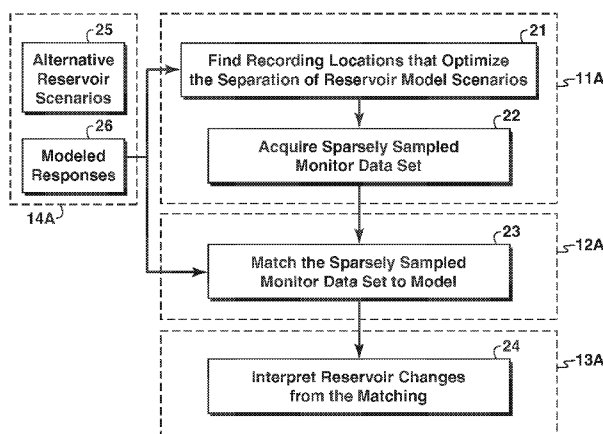 25
Alternative
Reservoir
Scenarios
26
Modeled
Responses
14A
21
Find Recording Locations that Optimize
the Separation of Reservoir Model Scenarios
11A
22
Acquire Sparsely Sampled
Monitor Data Set
23
Match the Sparsely Sampled
Monitor Data Set to Model
12A
24
Interpret Reservoir Changes
from the Matching
13A